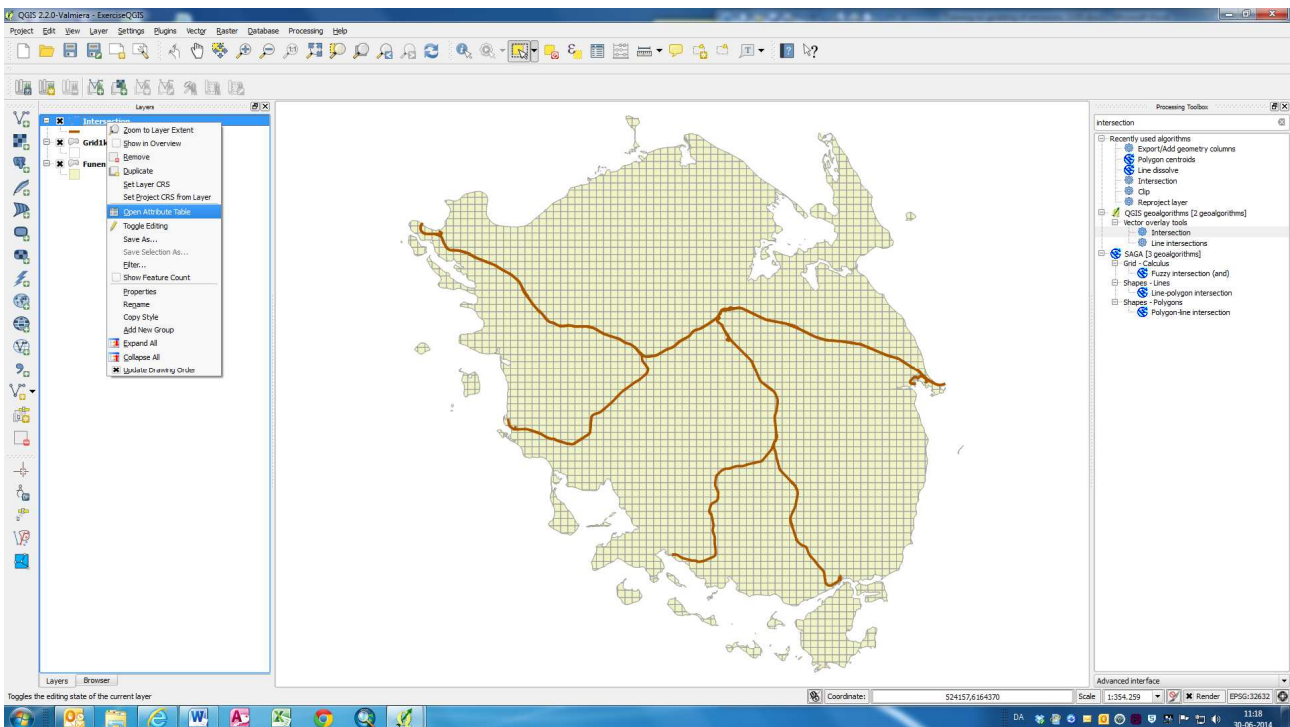 QGIS 2.2.0-Valmiera - ExerciseQGIS
Project Edit View Layer Settings Plugins Vector Raster Database Processing Help
Layers
Intersection
Zoom to Layer Extent
Show in Overview
Grid1k
Remove
Funen
Duplicate
Set Layer CRS
Set Project CRS from Layer
Open Attribute Table
Toggle Editing
Save As...
Save Selection As...
Filter...
Show Feature Count
Properties
Rename
Copy Style
Add New Group
Expand All
Collapse All
Update Drawing Order
Processing Toolbox
intersection
Recently used algorithms
Export/Add geometry columns
Polygon centroids
Line dissolve
Intersection
Clip
Reproject layer
QGIS geoalgorithms [2 geoalgorithms]
Vector overlay tools
Intersection
Line intersections
SAGA [3 geoalgorithms]
Grid - Calculus
Fuzzy intersection (and)
Shapes - Lines
Line-polygon intersection
Shapes - Polygons
Polygon-line intersection
Layers Browser
Advanced interface
Toggles the editing state of the current layer
Coordinate: 524157,6164370 Scale 1:354.259 Render EPSG:32632
DA 11:18
30-06-2014